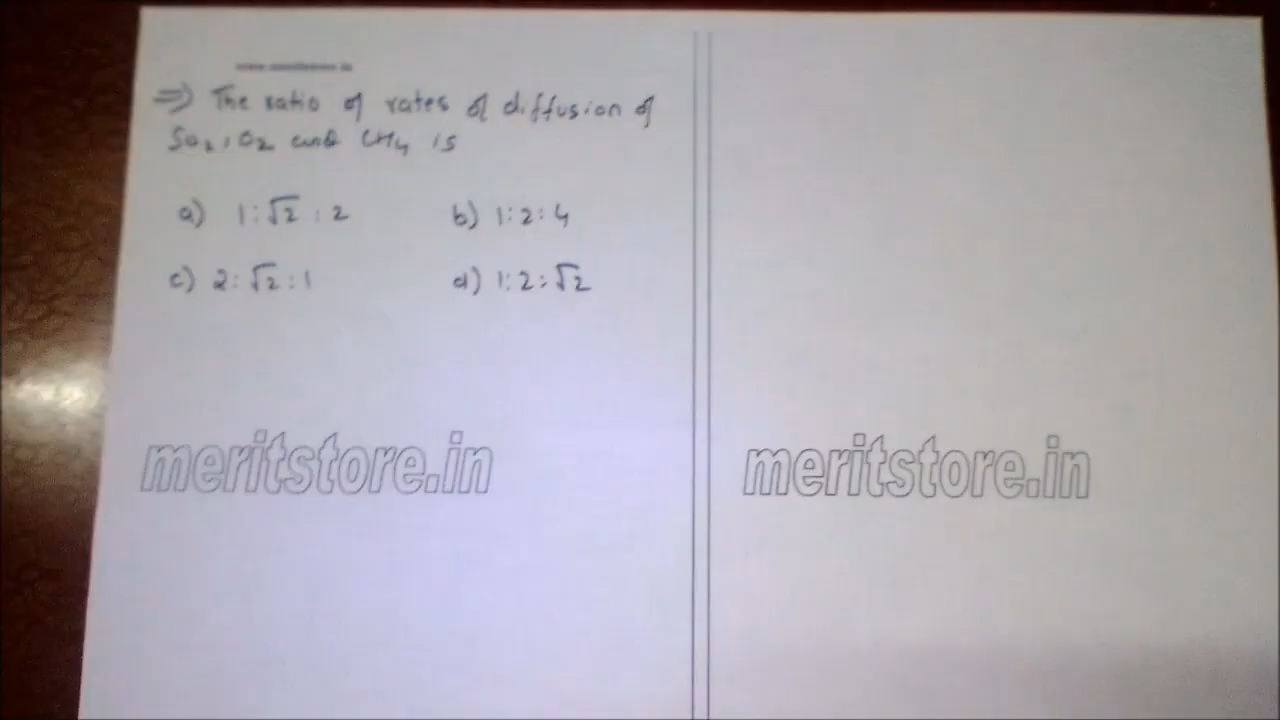 ⇒ The ratio of rates of diffusion of
SO₂, O₂ and CH₄ is
a) 1:√2 : 2
b) 1:2:4
c) 2:√2:1
d) 1:2:√2
meritstore.in
meritstore.in